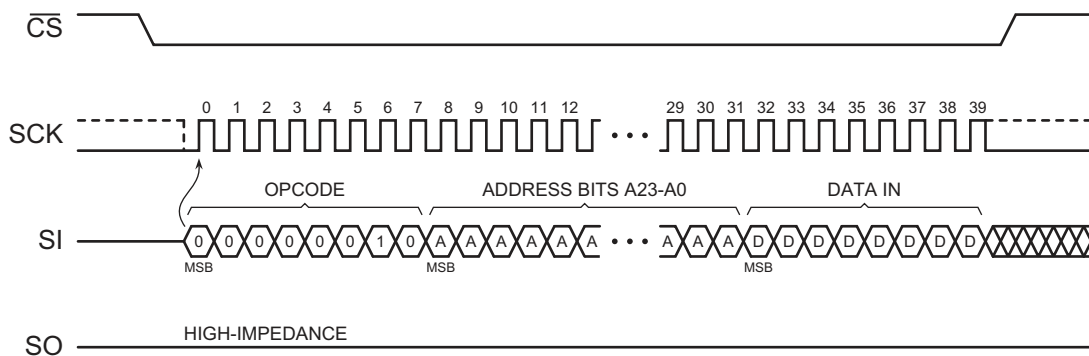 CS
SCK
0 1 2 3 4 5 6 7 8 9 10 11 12 29 30 31 32 33 34 35 36 37 38 39
OPCODE ADDRESS BITS A23-A0 DATA IN
SI
0 0 0 0 0 0 1 0 A A A A A A A A A D D D D D D D D
MSB MSB MSB
SO
HIGH-IMPEDANCE